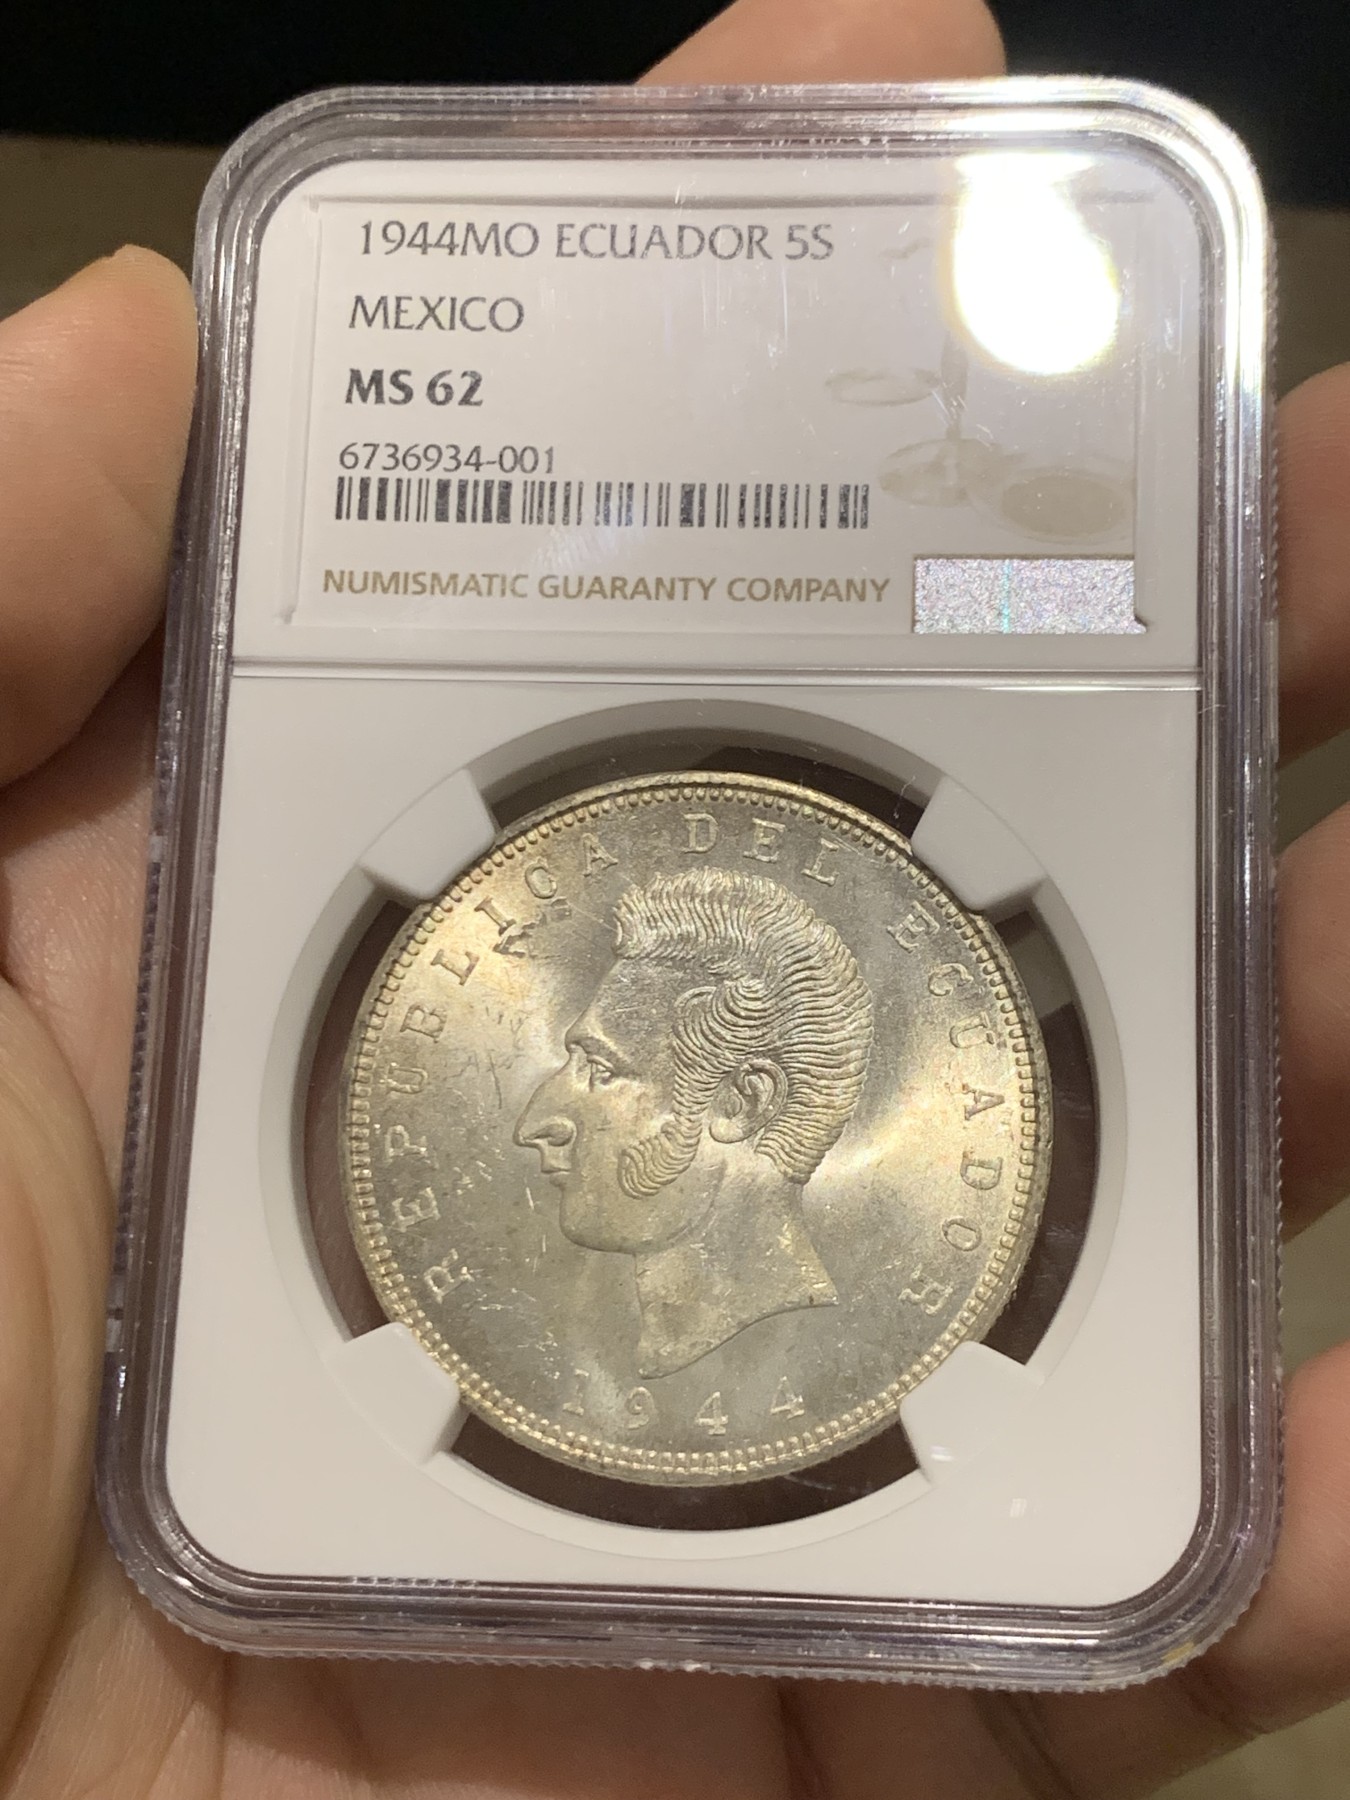 1944MO ECUADOR 5S
MEXICO
MS 62
6736934-001
NUMISMATIC GUARANTY COMPANY
REPUBLICA DEL ECUADOR
1944